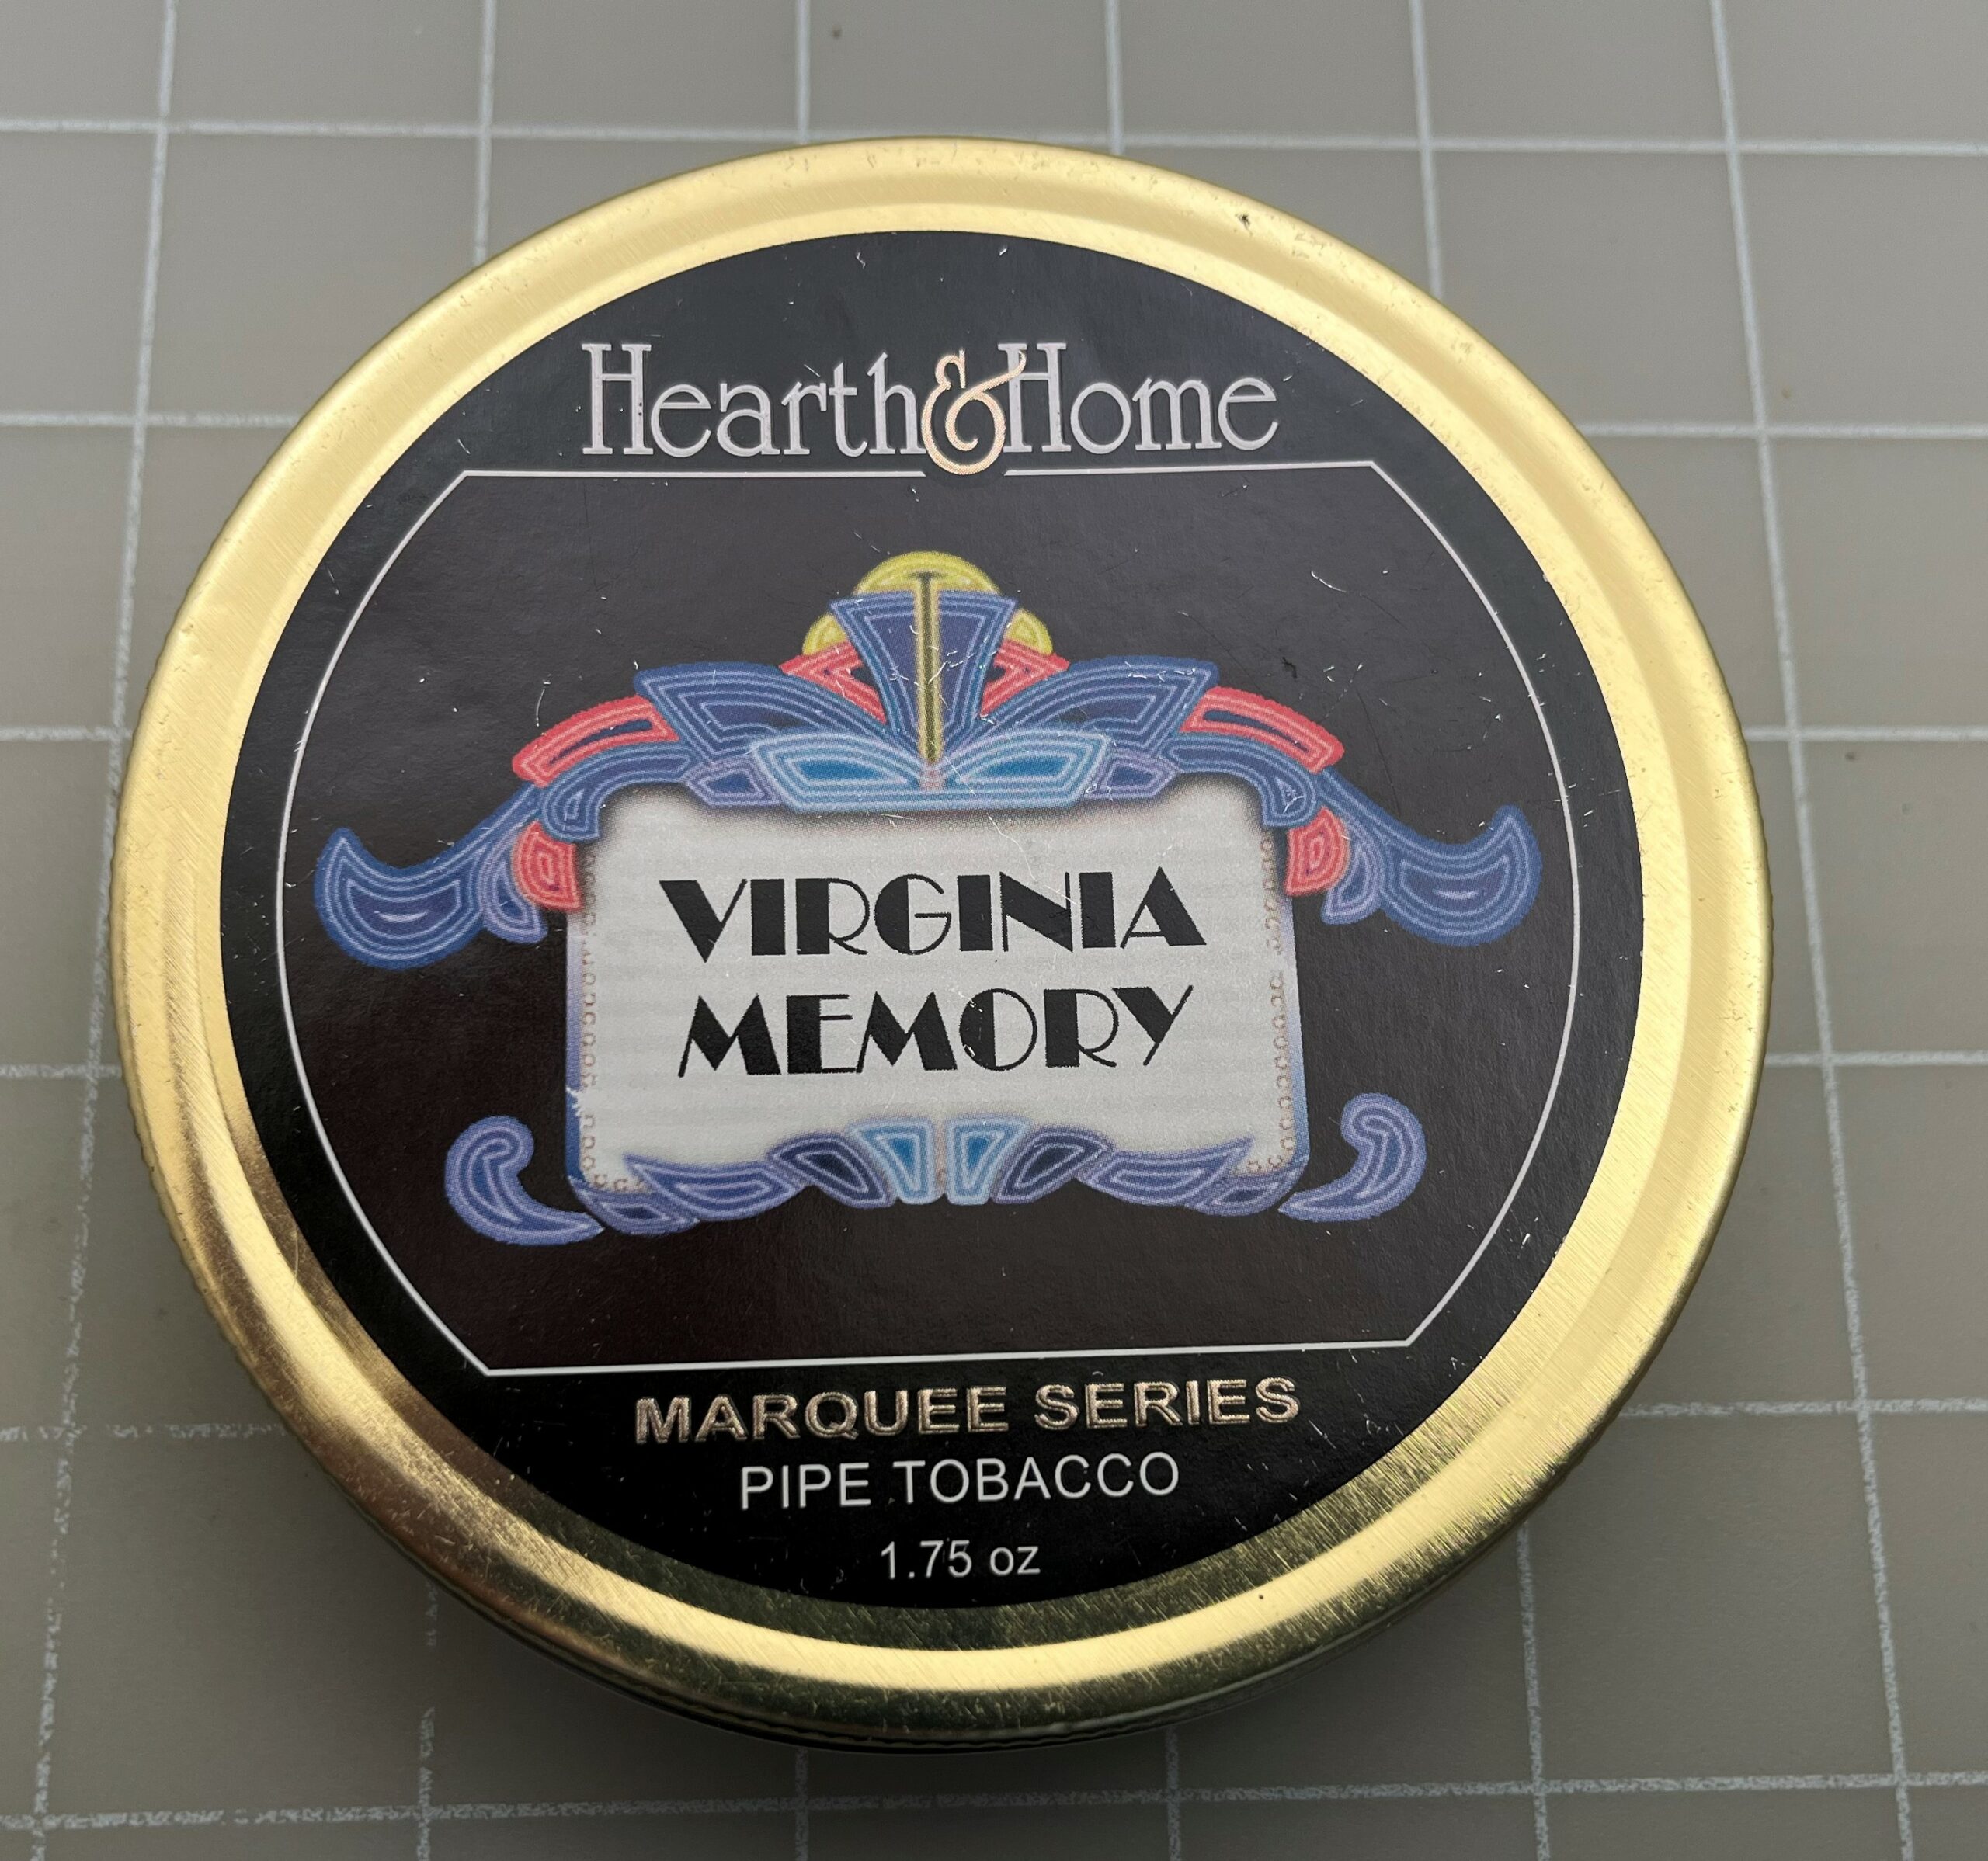 Hearth&Home
VIRGINIA
MEMORY
MARQUEE SERIES
PIPE TOBACCO
1.75 oz